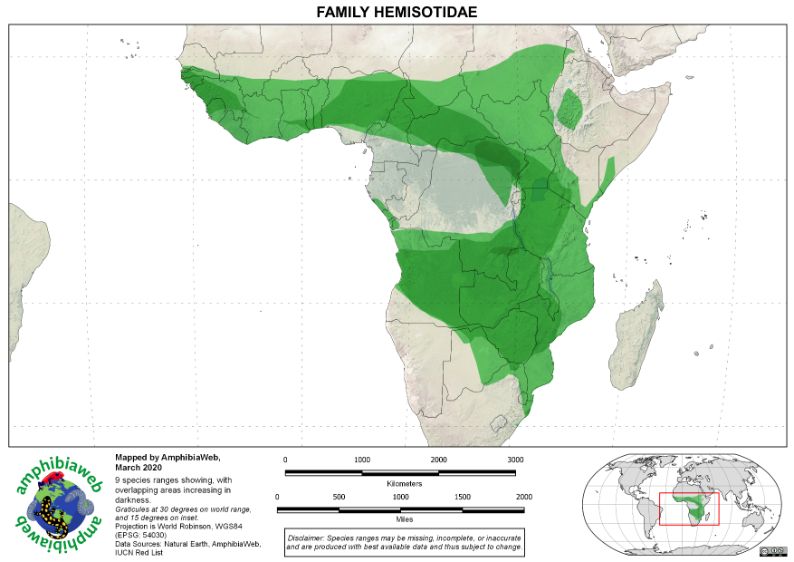 FAMILY HEMISOTIDAE
amphibiaweb
amphibiaweb
Mapped by AmphibiaWeb,
March 2020
9 species ranges showing, with
overlapping areas increasing in
darkness.
Graticules at 30 degrees on world range,
and 15 degrees on inset.
Projection is World Robinson, WGS84
(EPSG: 54030)
Data Sources: Natural Earth, AmphibiaWeb,
IUCN Red List
0 1000 2000 3000
Kilometers
0 500 1000 1500 2000
Miles
Disclaimer: Species ranges may be missing, incomplete, or inaccurate
and are produced with best available data and thus subject to change.